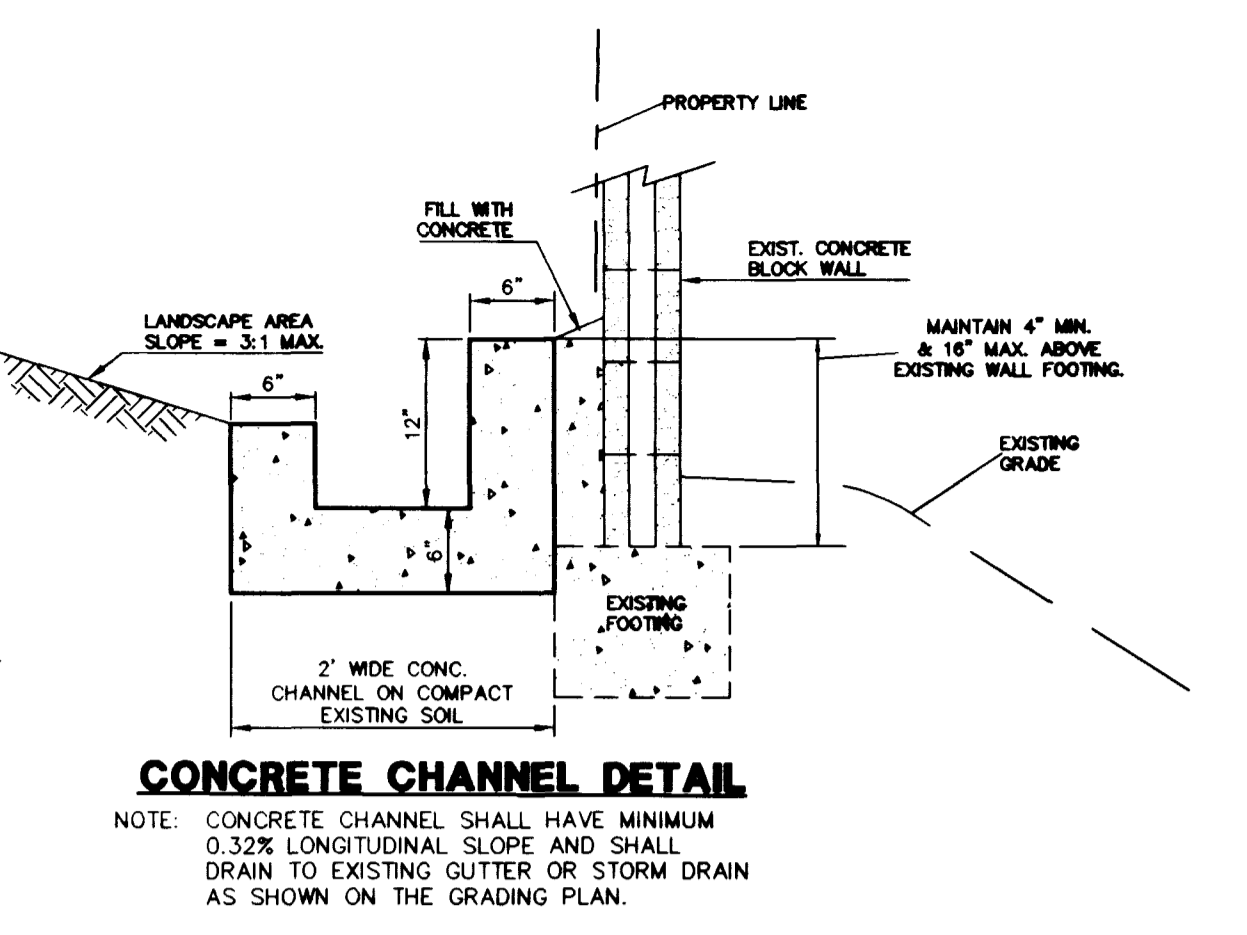 PROPERTY LINE
FILL WITH
CONCRETE
EXIST. CONCRETE
BLOCK WALL
6"
LANDSCAPE AREA
SLOPE = 3:1 MAX.
MAINTAIN 4" MIN.
& 16" MAX. ABOVE
EXISTING WALL FOOTING.
6"
12"
EXISTING
GRADE
6"
EXISTING
FOOTING
2' WIDE CONC.
CHANNEL ON COMPACT
EXISTING SOIL
CONCRETE CHANNEL DETAIL
NOTE: CONCRETE CHANNEL SHALL HAVE MINIMUM
0.32% LONGITUDINAL SLOPE AND SHALL
DRAIN TO EXISTING GUTTER OR STORM DRAIN
AS SHOWN ON THE GRADING PLAN.